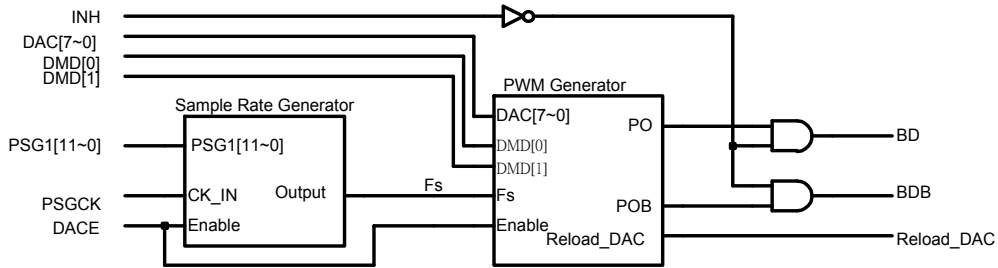 INH
DAC[7~0]
DMD[0]
DMD[1]
PWM Generator
Sample Rate Generator
DAC[7~0]
PO
BD
PSG1[11~0]
PSG1[11~0]
DMD[0]
DMD[1]
Fs
PSGCK
CK_IN
Output
Fs
POB
BDB
DACE
Enable
Enable
Reload_DAC
Reload_DAC